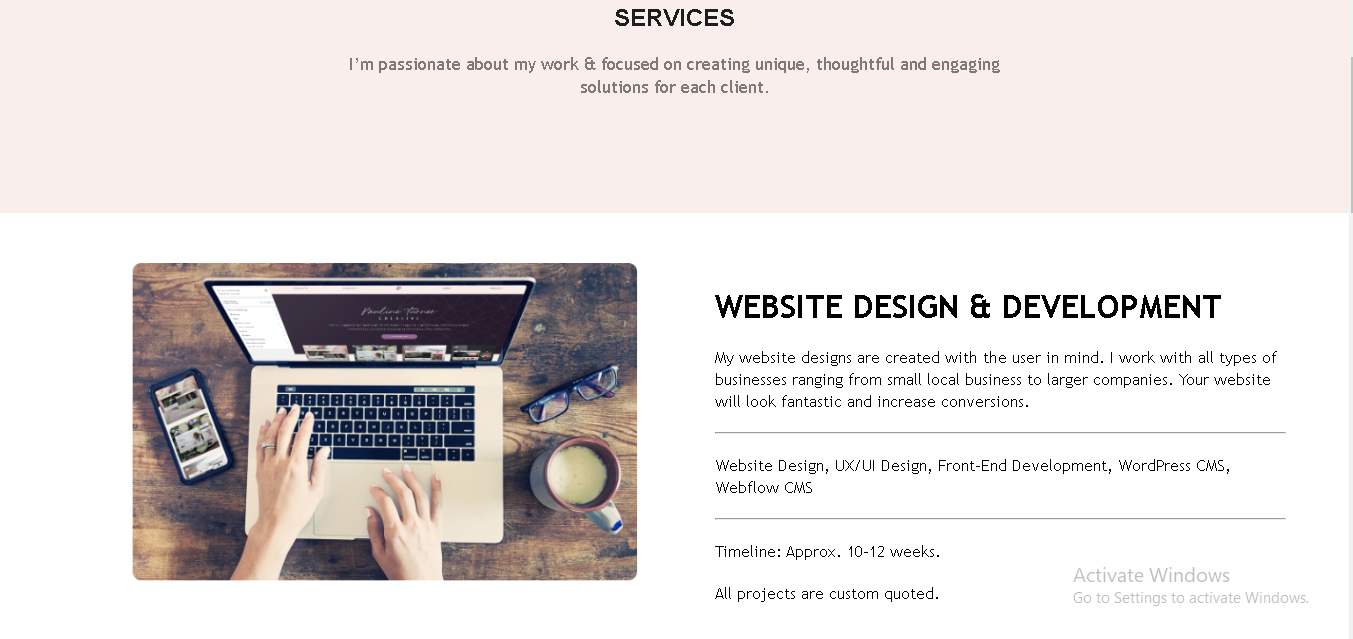 SERVICES
I'm passionate about my work & focused on creating unique, thoughtful and engaging
solutions for each client.
Pauline Turner
CREATIVE
WEBSITE DESIGN & DEVELOPMENT
My website designs are created with the user in mind. I work with all types of
businesses ranging from small local business to larger companies. Your website
will look fantastic and increase conversions.
Website Design, UX/UI Design, Front-End Development, WordPress CMS,
Webflow CMS
Timeline: Approx. 10-12 weeks.
All projects are custom quoted.
Activate Windows
Go to Settings to activate Windows.